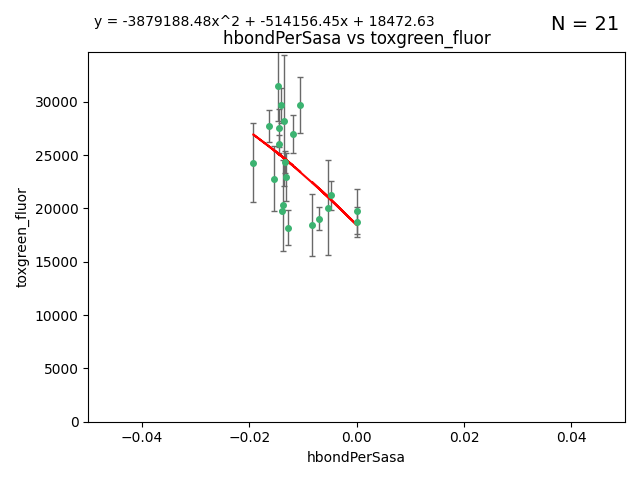 y = -3879188.48x^2 + -514156.45x + 18472.63
N = 21
hbondPerSasa vs toxgreen_fluor
30000
25000
20000
15000
10000
5000
0
toxgreen_fluor
−0.04 −0.02 0.00 0.02 0.04
hbondPerSasa